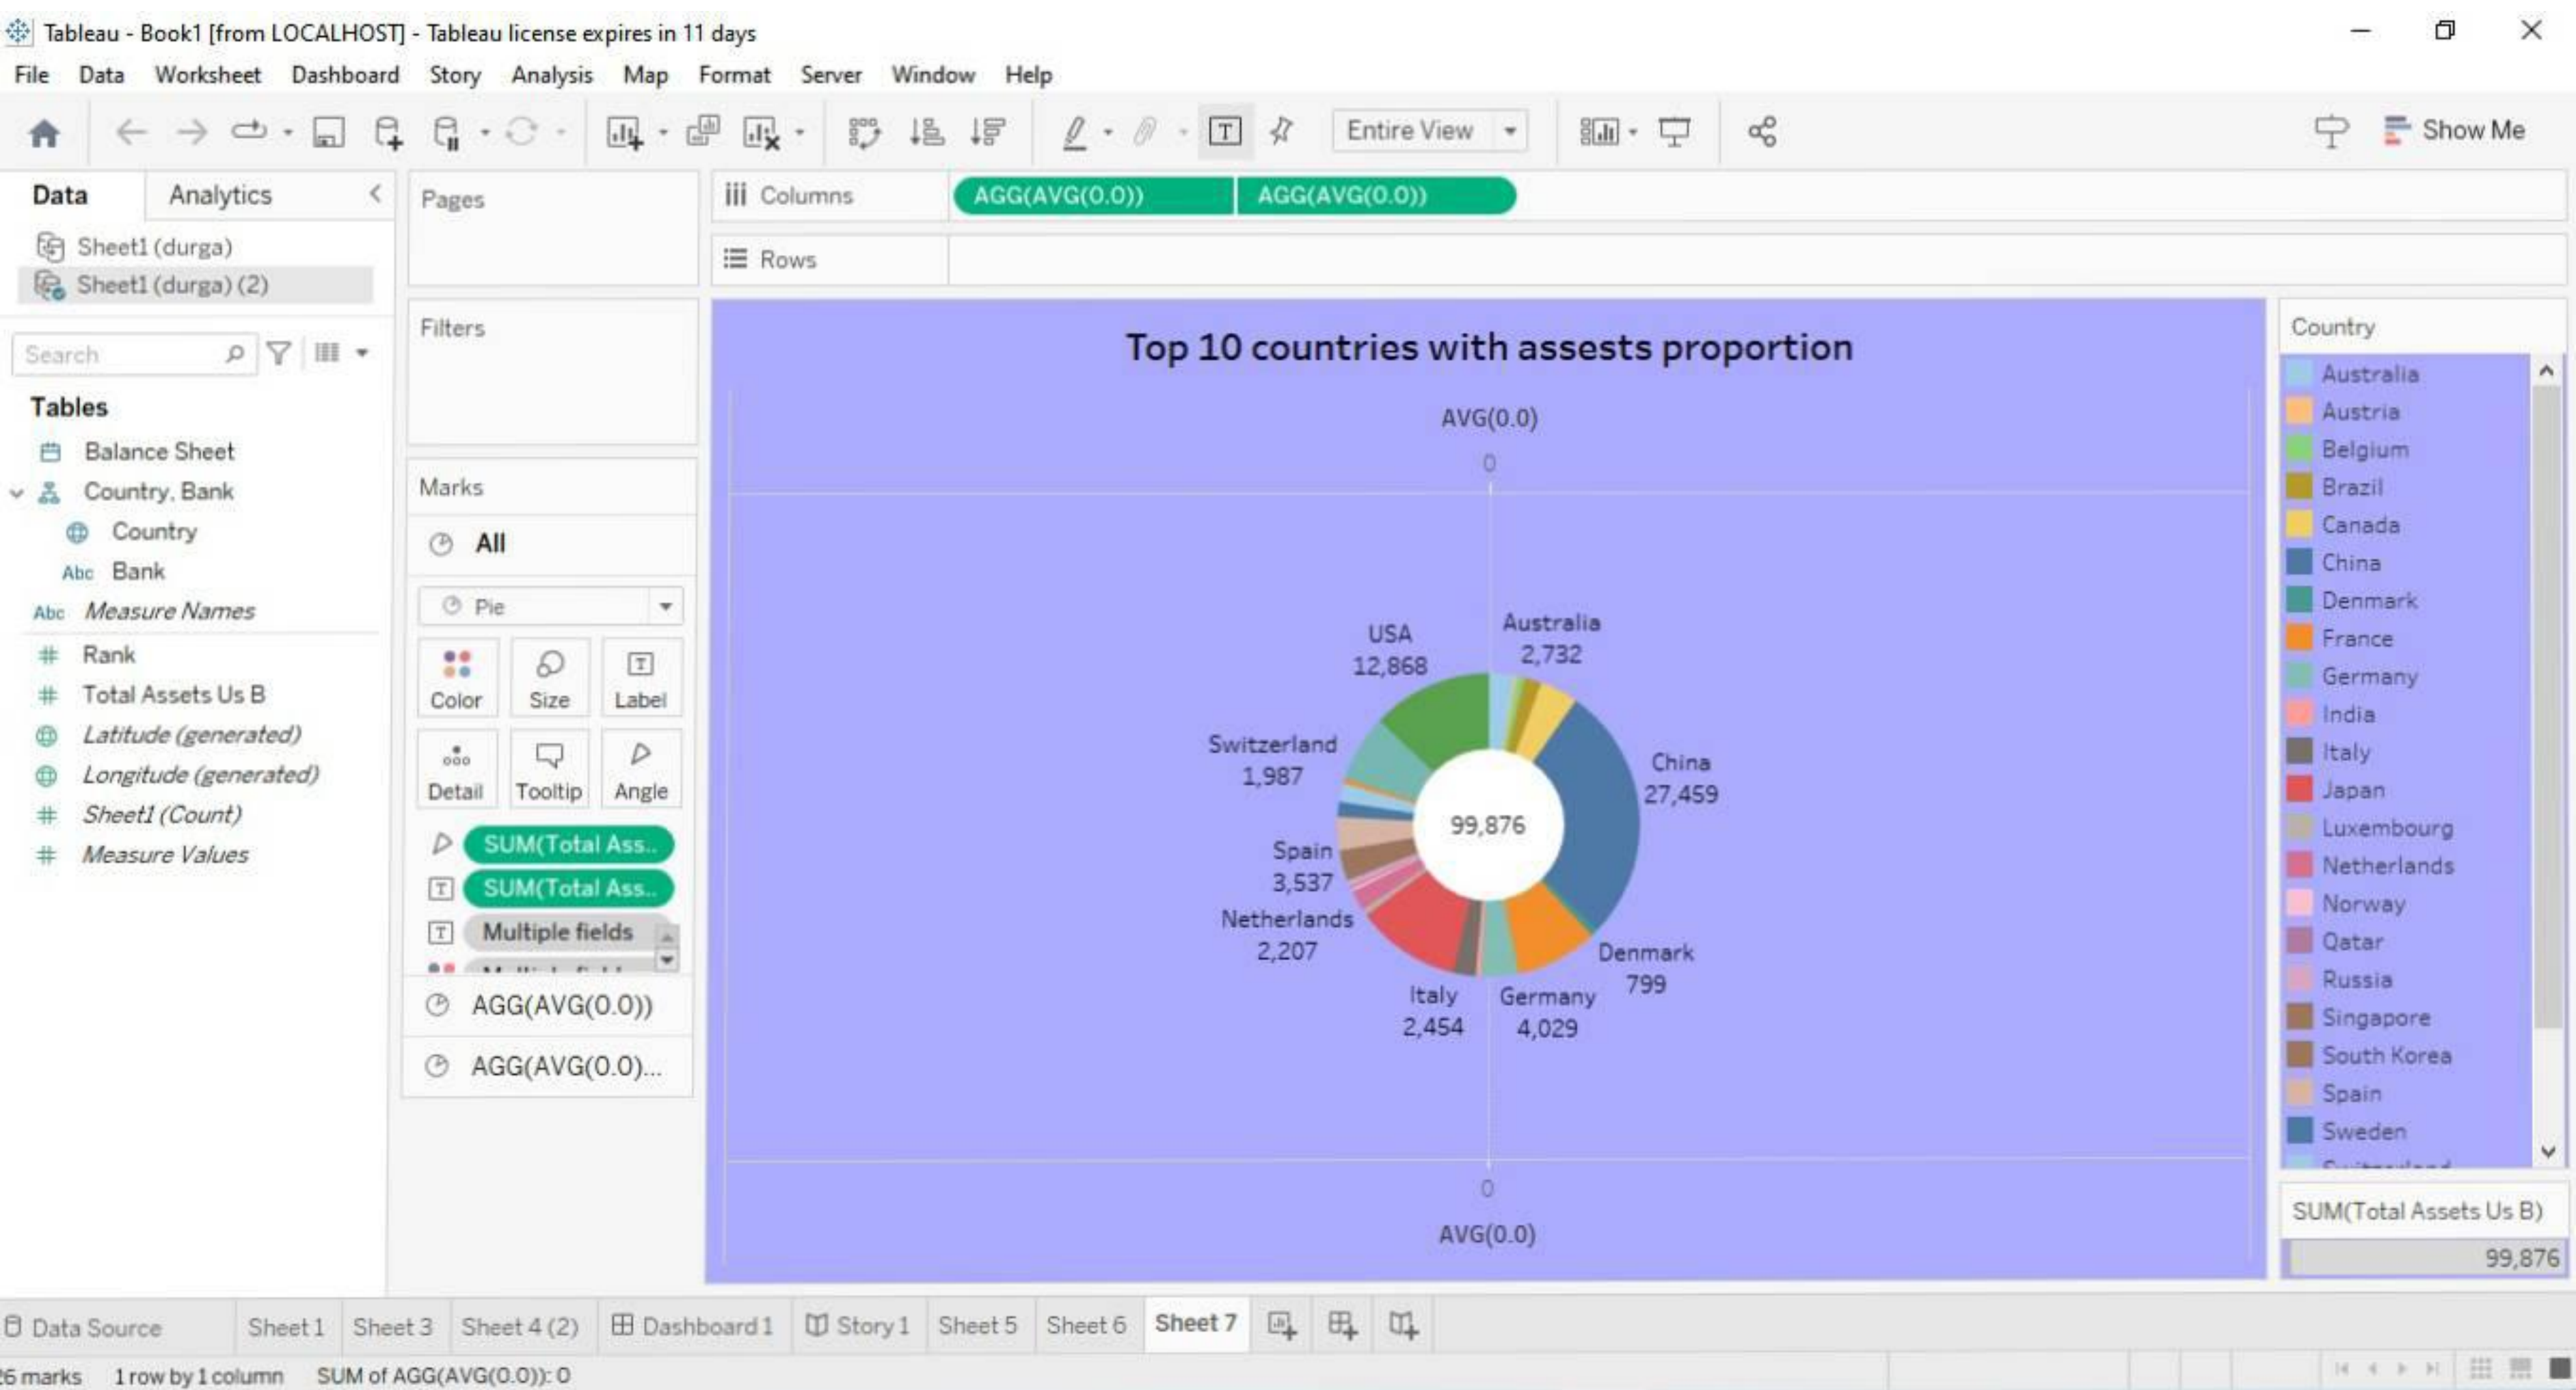 Tableau - Book1 [from LOCALHOST] - Tableau license expires in 11 days
File Data Worksheet Dashboard Story Analysis Map Format Server Window Help
Entire View
Show Me
Data Analytics
Sheet1 (durga)
Sheet1 (durga) (2)
Search
Tables
Balance Sheet
Country, Bank
Country
Abc Bank
Abc Measure Names
# Rank
# Total Assets Us B
Latitude (generated)
Longitude (generated)
# Sheet1 (Count)
# Measure Values
Pages
Filters
Marks
All
Pie
Color Size Label
Detail Tooltip Angle
SUM(Total Ass..
SUM(Total Ass..
Multiple fields
AGG(AVG(0.0))
AGG(AVG(0.0)...
iii Columns AGG(AVG(0.0)) AGG(AVG(0.0))
Rows
Top 10 countries with assests proportion
AVG(0.0)
0
USA
12,868
Australia
2,732
Switzerland
1,987
China
27,459
99,876
Spain
3,537
Netherlands
2,207
Denmark
799
Italy
2,454
Germany
4,029
0
AVG(0.0)
Country
Australia
Austria
Belgium
Brazil
Canada
China
Denmark
France
Germany
India
Italy
Japan
Luxembourg
Netherlands
Norway
Qatar
Russia
Singapore
South Korea
Spain
Sweden
SUM(Total Assets Us B)
99,876
Data Source Sheet 1 Sheet 3 Sheet 4 (2) Dashboard 1 Story 1 Sheet 5 Sheet 6 Sheet 7
marks 1 row by 1 column SUM of AGG(AVG(0.0)): 0